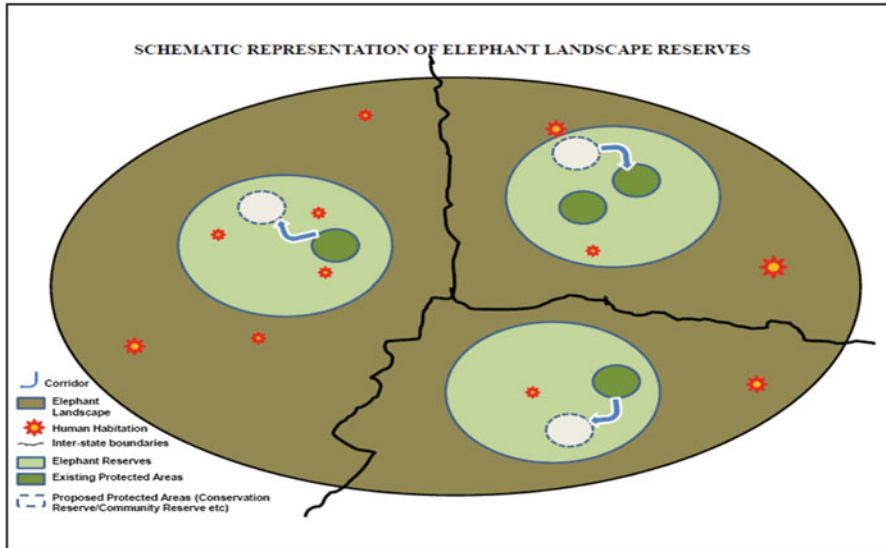 SCHEMATIC REPRESENTATION OF ELEPHANT LANDSCAPE RESERVES
Corridor
Elephant
Landscape
Human Habitation
Inter-state boundaries
Elephant Reserves
Existing Protected Areas
Proposed Protected Areas (Conservation
Reserve/Community Reserve etc)